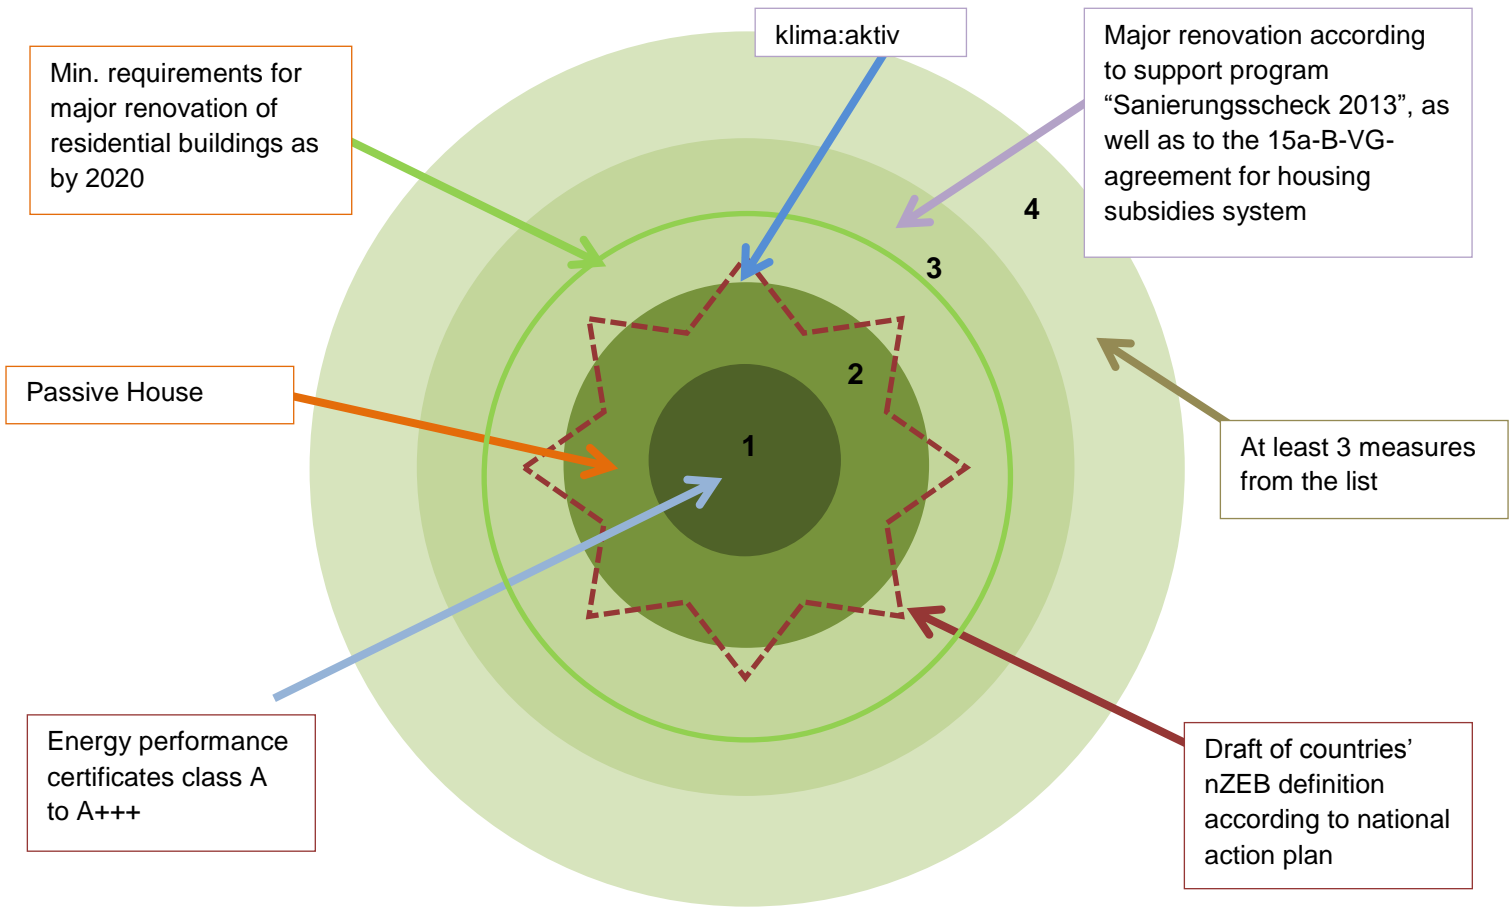 klima:aktiv
Min. requirements for
major renovation of
residential buildings as
by 2020
Major renovation according
to support program
“Sanierungsscheck 2013”, as
well as to the 15a-B-VG-
agreement for housing
subsidies system
4
3
2
1
Passive House
At least 3 measures
from the list
Energy performance
certificates class A
to A+++
Draft of countries’
nZEB definition
according to national
action plan